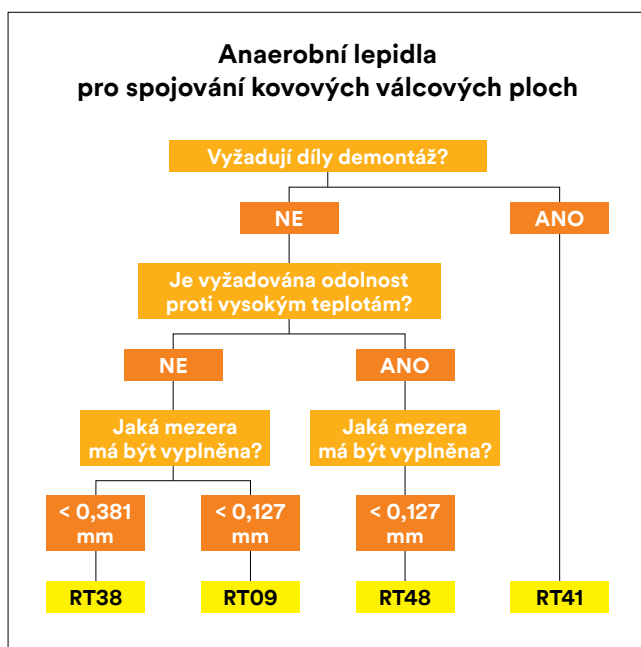 Anaerobní lepidla
pro spojování kovových válcových ploch
Vyžadují díly demontáž?
NE
ANO
Je vyžadována odolnost
proti vysokým teplotám?
NE
ANO
Jaká mezera
má být vyplněna?
Jaká mezera
má být vyplněna?
< 0,381
mm
< 0,127
mm
< 0,127
mm
RT38
RT09
RT48
RT41